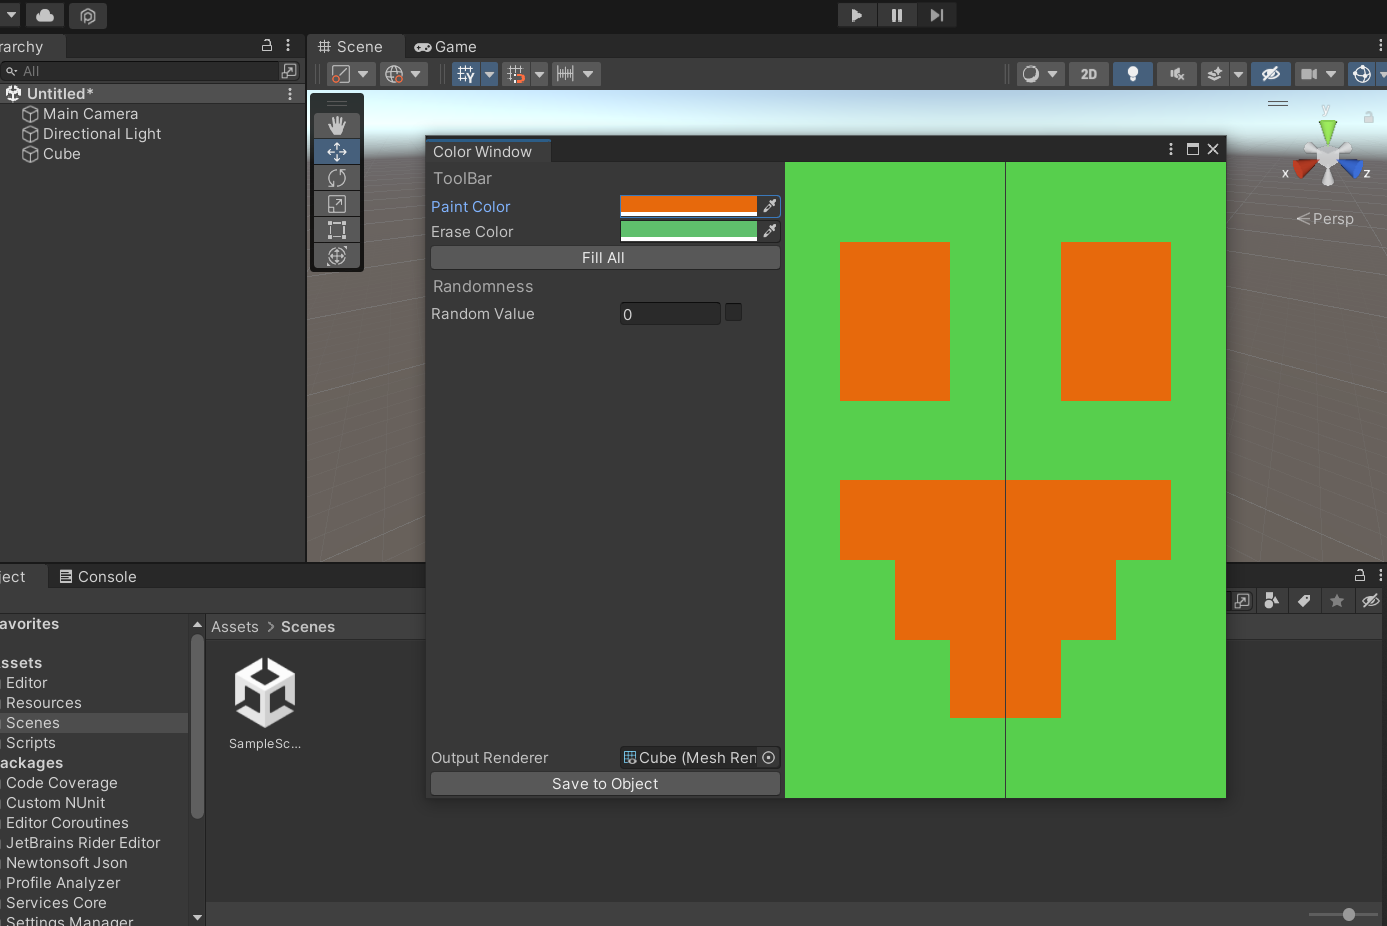 rarchy
Scene
Game
All
2D
Untitled*
Main Camera
Directional Light
Cube
y
x
z
Persp
Color Window
ToolBar
Paint Color
Erase Color
Fill All
Randomness
Random Value
0
Output Renderer
Cube (Mesh Ren
Save to Object
ject
Console
avorites
ssets
Editor
Resources
Scenes
Scripts
ackages
Code Coverage
Custom NUnit
Editor Coroutines
JetBrains Rider Editor
Newtonsoft Json
Profile Analyzer
Services Core
Settings Manager
Assets > Scenes
SampleSc...